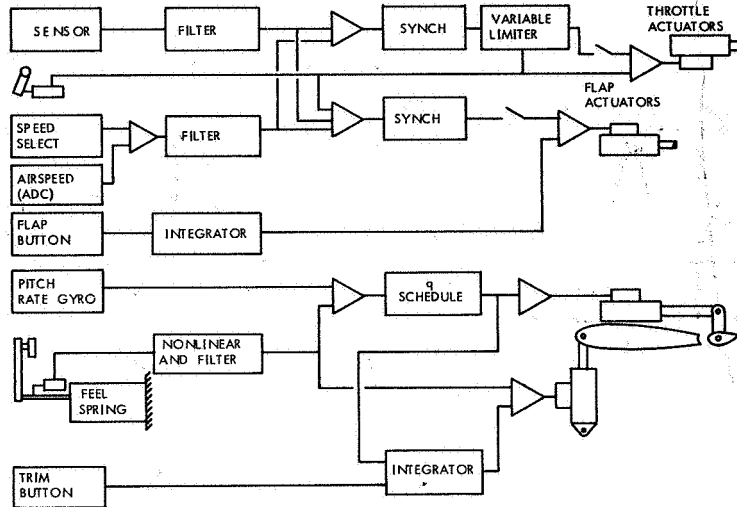 SENSOR
FILTER
SYNCH
VARIABLE
LIMITER
THROTTLE
ACTUATORS
FLAP
ACTUATORS
SPEED
SELECT
FILTER
SYNCH
AIRSPEED
(ADC)
FLAP
BUTTON
INTEGRATOR
PITCH
RATE GYRO
q
SCHEDULE
NONLINEAR
AND FILTER
FEEL
SPRING
INTEGRATOR
TRIM
BUTTON